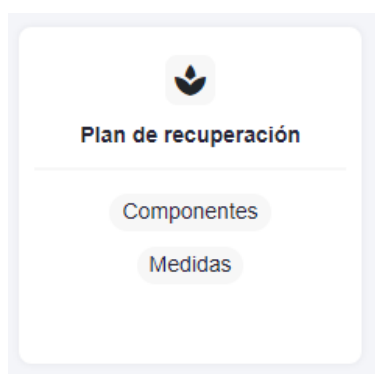 Plan de recuperación
Componentes
Medidas